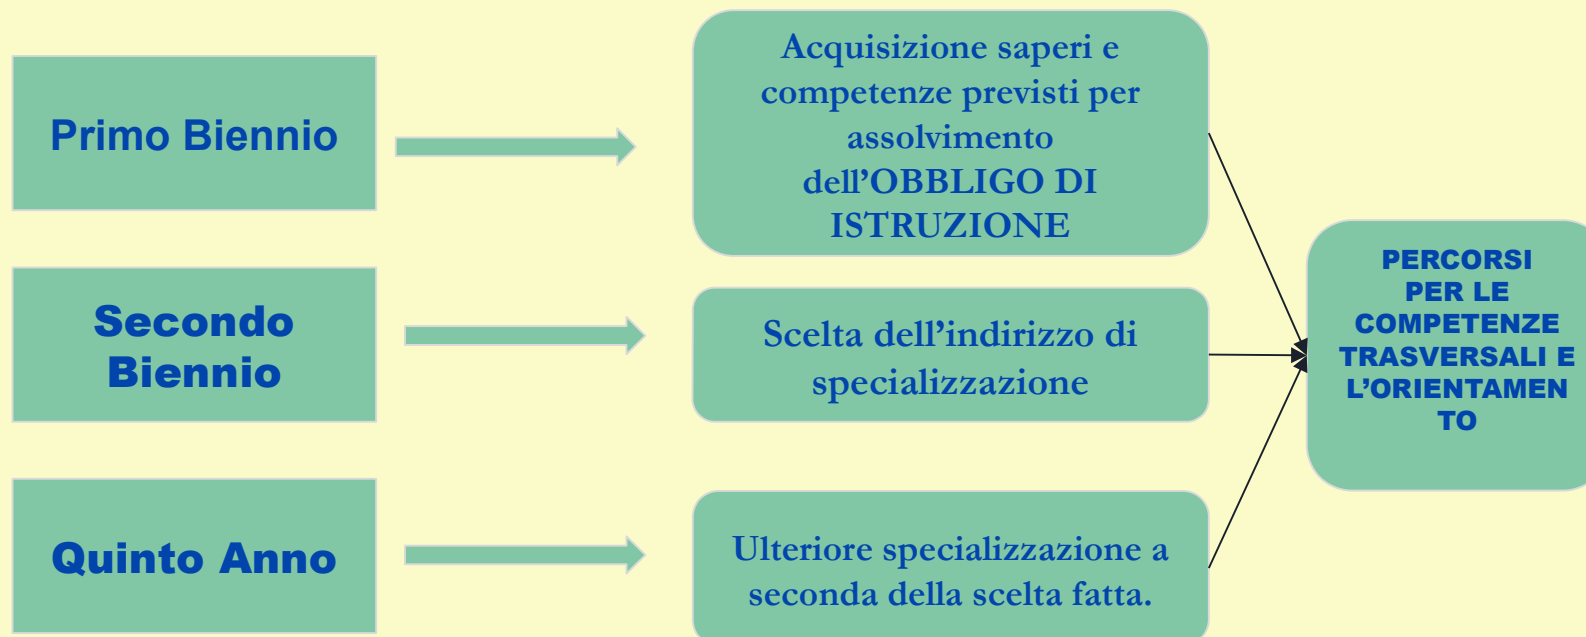 Primo Biennio
Acquisizione saperi e
competenze previsti per
assolvimento
dell’OBBLIGO DI
ISTRUZIONE
Secondo
Biennio
Scelta dell’indirizzo di
specializzazione
Quinto Anno
Ulteriore specializzazione a
seconda della scelta fatta.
PERCORSI
PER LE
COMPETENZE
TRASVERSALI E
L’ORIENTAMEN
TO